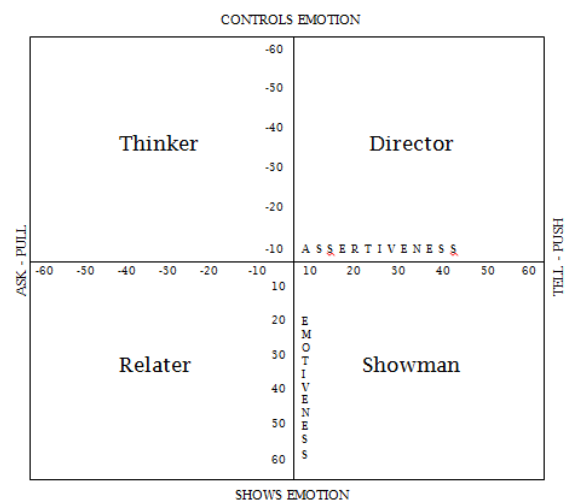 CONTROLS EMOTION
-60
-50
-40
Thinker
Director
-30
-20
-10
ASSERTIVENESS
ASK - PULL
TELL - PUSH
-60 -50 -40 -30 -20 -10 10 20 30 40 50 60
10
20
30
Relater
Showman
40
50
60
EMOTIVENESS
SHOWS EMOTION